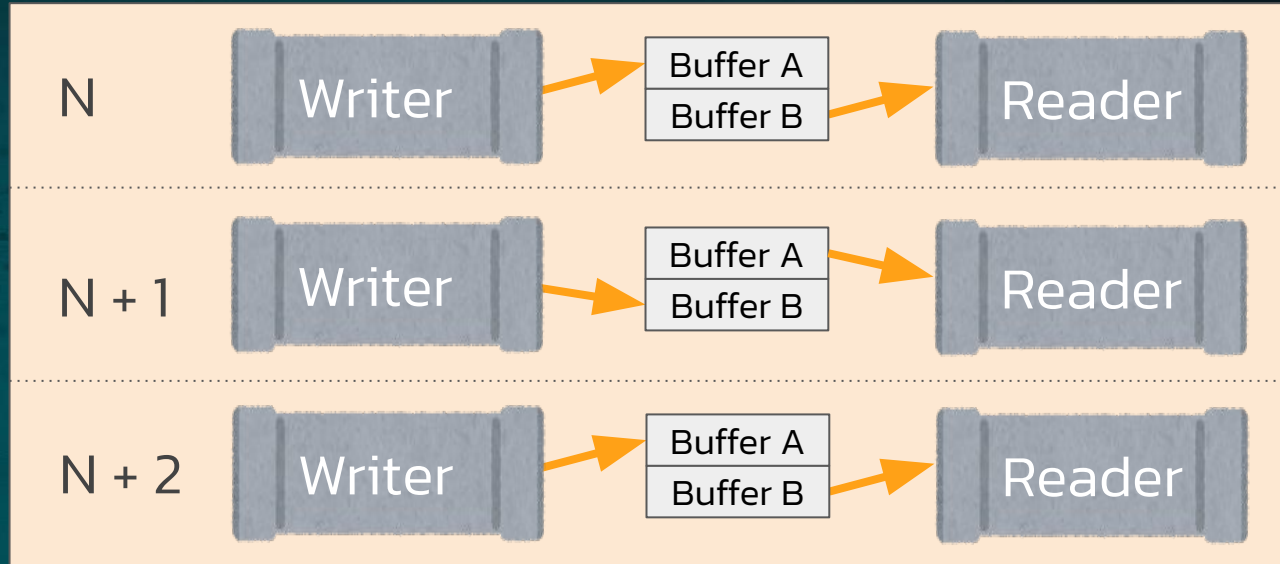 N
Writer
Buffer A
Buffer B
Reader
N + 1
Writer
Buffer A
Buffer B
Reader
N + 2
Writer
Buffer A
Buffer B
Reader